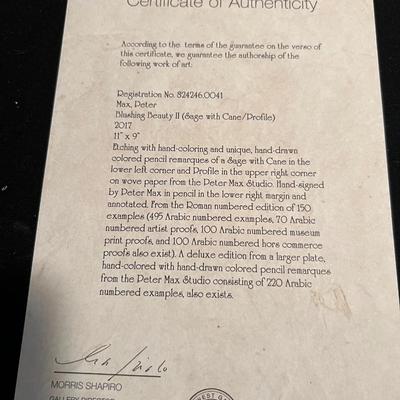 Certificate of Authenticity
According to the terms of the guarantee on the verso of
this certificate, we guarantee the authorship of the
following work of art:
Registration No. 824246.0041
Max, Peter
Blushing Beauty II (Sage with Cane/Profile)
2017
11" x 9"
Etching with hand-coloring and unique, hand-drawn
colored pencil remarques of a Sage with Cane in the
lower left corner and Profile in the upper right corner
on wove paper from the Peter Max Studio. Hand-signed
by Peter Max in pencil in the lower right margin and
annotated. From the Roman numbered edition of 150
examples (495 Arabic numbered examples, 70 Arabic
numbered artist proofs, 100 Arabic numbered museum
print proofs, and 100 Arabic numbered hors commerce
proofs also exist). A deluxe edition from a larger plate,
hand-colored with hand-drawn colored pencil remarques
from the Peter Max Studio consisting of 220 Arabic
numbered examples, also exists.
MORRIS SHAPIRO
GALLERY DIRECTOR
WEST GA